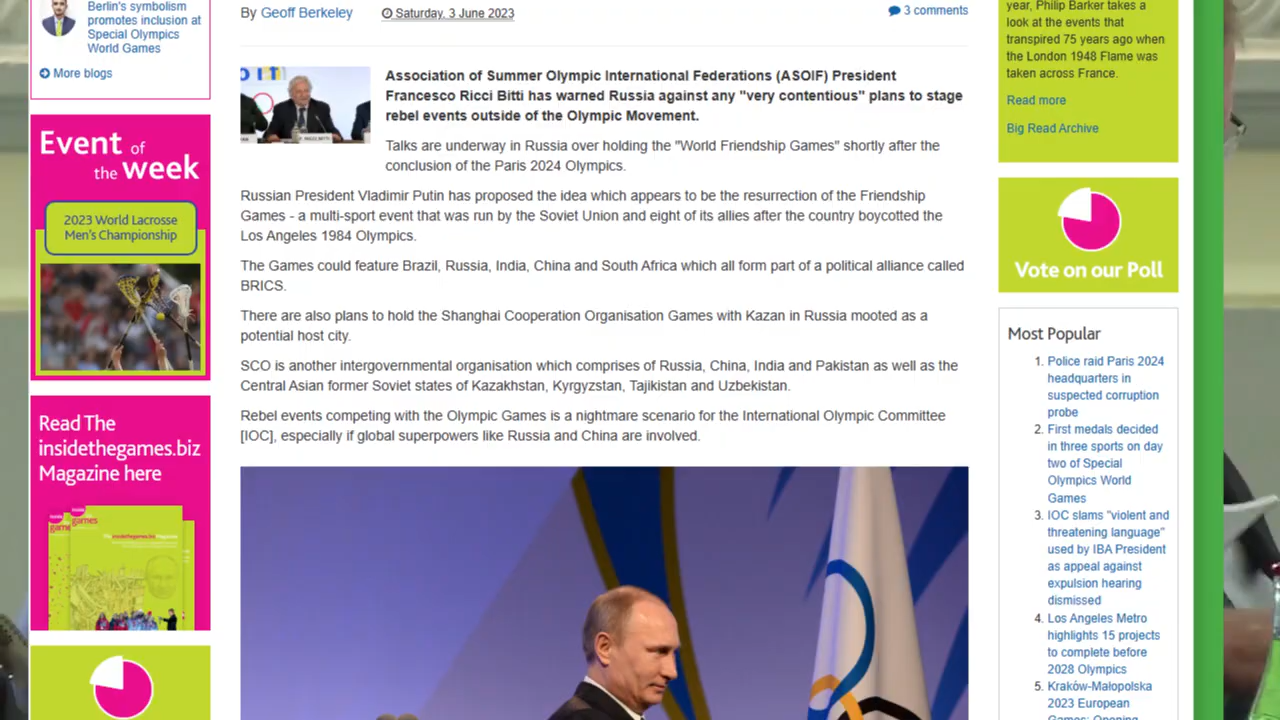 Berlin's symbolism
promotes inclusion at
Special Olympics
World Games
More blogs
Event of
the week
2023 World Lacrosse
Men's Championship
Read The
insidethegames.biz
Magazine here
By Geoff Berkeley
Saturday, 3 June 2023
3 comments
Association of Summer Olympic International Federations (ASOIF) President
Francesco Ricci Bitti has warned Russia against any "very contentious" plans to stage
rebel events outside of the Olympic Movement.
Talks are underway in Russia over holding the "World Friendship Games" shortly after the
conclusion of the Paris 2024 Olympics.
Russian President Vladimir Putin has proposed the idea which appears to be the resurrection of the Friendship
Games - a multi-sport event that was run by the Soviet Union and eight of its allies after the country boycotted the
Los Angeles 1984 Olympics.
The Games could feature Brazil, Russia, India, China and South Africa which all form part of a political alliance called
BRICS.
There are also plans to hold the Shanghai Cooperation Organisation Games with Kazan in Russia mooted as a
potential host city.
SCO is another intergovernmental organisation which comprises of Russia, China, India and Pakistan as well as the
Central Asian former Soviet states of Kazakhstan, Kyrgyzstan, Tajikistan and Uzbekistan.
Rebel events competing with the Olympic Games is a nightmare scenario for the International Olympic Committee
[IOC], especially if global superpowers like Russia and China are involved.
year, Philip Barker takes a
look at the events that
transpired 75 years ago when
the London 1948 Flame was
taken across France.
Read more
Big Read Archive
Vote on our Poll
Most Popular
1. Police raid Paris 2024
headquarters in
suspected corruption
probe
2. First medals decided
in three sports on day
two of Special
Olympics World
Games
3. IOC slams "violent and
threatening language"
used by IBA President
as appeal against
expulsion hearing
dismissed
4. Los Angeles Metro
highlights 15 projects
to complete before
2028 Olympics
5. Kraków-Małopolska
2023 European
Games: Opening